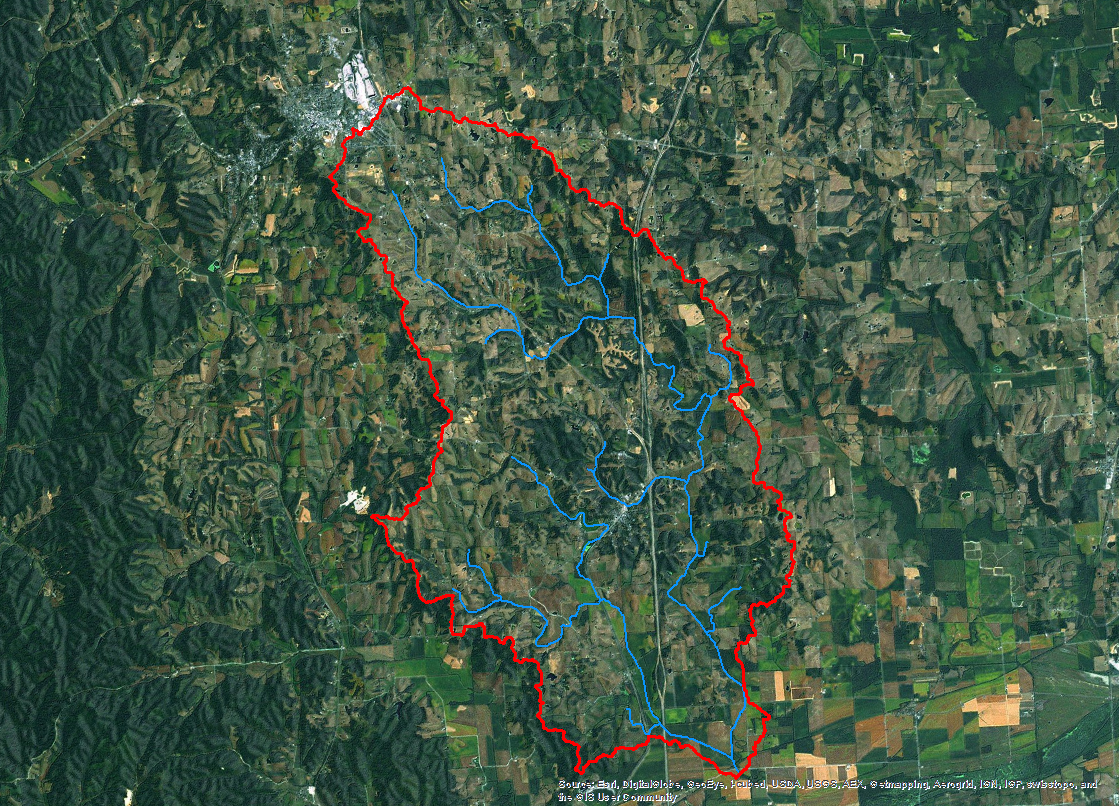 Source: Esri, DigitalGlobe, GeoEye, i-cubed, USDA, USGS, AEX, Getmapping, Aerogrid, IGN, IGP, swisstopo, and
the GIS User Community